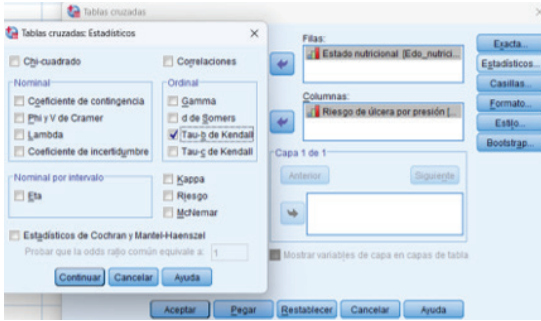 Tablas cruzadas
Tablas cruzadas: Estadísticos
Chi-cuadrado
Correlaciones
Nominal
Coeficiente de contingencia
Phi y V de Cramer
Lambda
Coeficiente de incertidumbre
Ordinal
Gamma
d de Somers
Tau-b de Kendall
Tau-c de Kendall
Nominal por intervalo
Eta
Kappa
Riesgo
McNemar
Estadísticos de Cochran y Mantel-Haenszel
Probar que la odds ratio común equivale a: 1
Continuar Cancelar Ayuda
Filas:
Estado nutricional [Edo_nutrici...
Columnas:
Riesgo de úlcera por presión [...
Capa 1 de 1
Anterior Siguiente
Mostrar variables de capa en capas de tabla
Exacta...
Estadísticos...
Casillas...
Formato...
Estilo...
Bootstrap...
Aceptar Pegar Restablecer Cancelar Ayuda